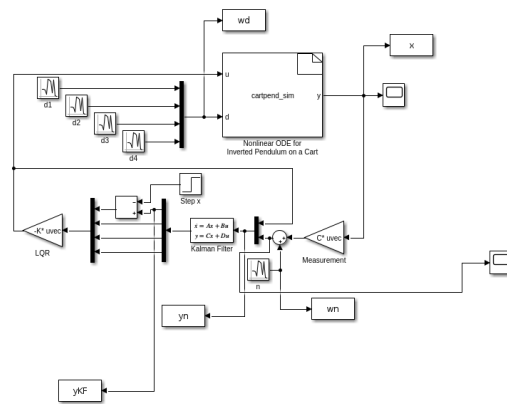 wd
x
u
d1
d2
cartpend_sim
y
d3
d
d4
Nonlinear ODE for
Inverted Pendulum on a Cart
Step x
-
+
-K* uvec
ẋ = Ax + Bu
y = Cx + Du
+
+
C* uvec
LQR
Kalman Filter
Measurement
n
yn
wn
yKF